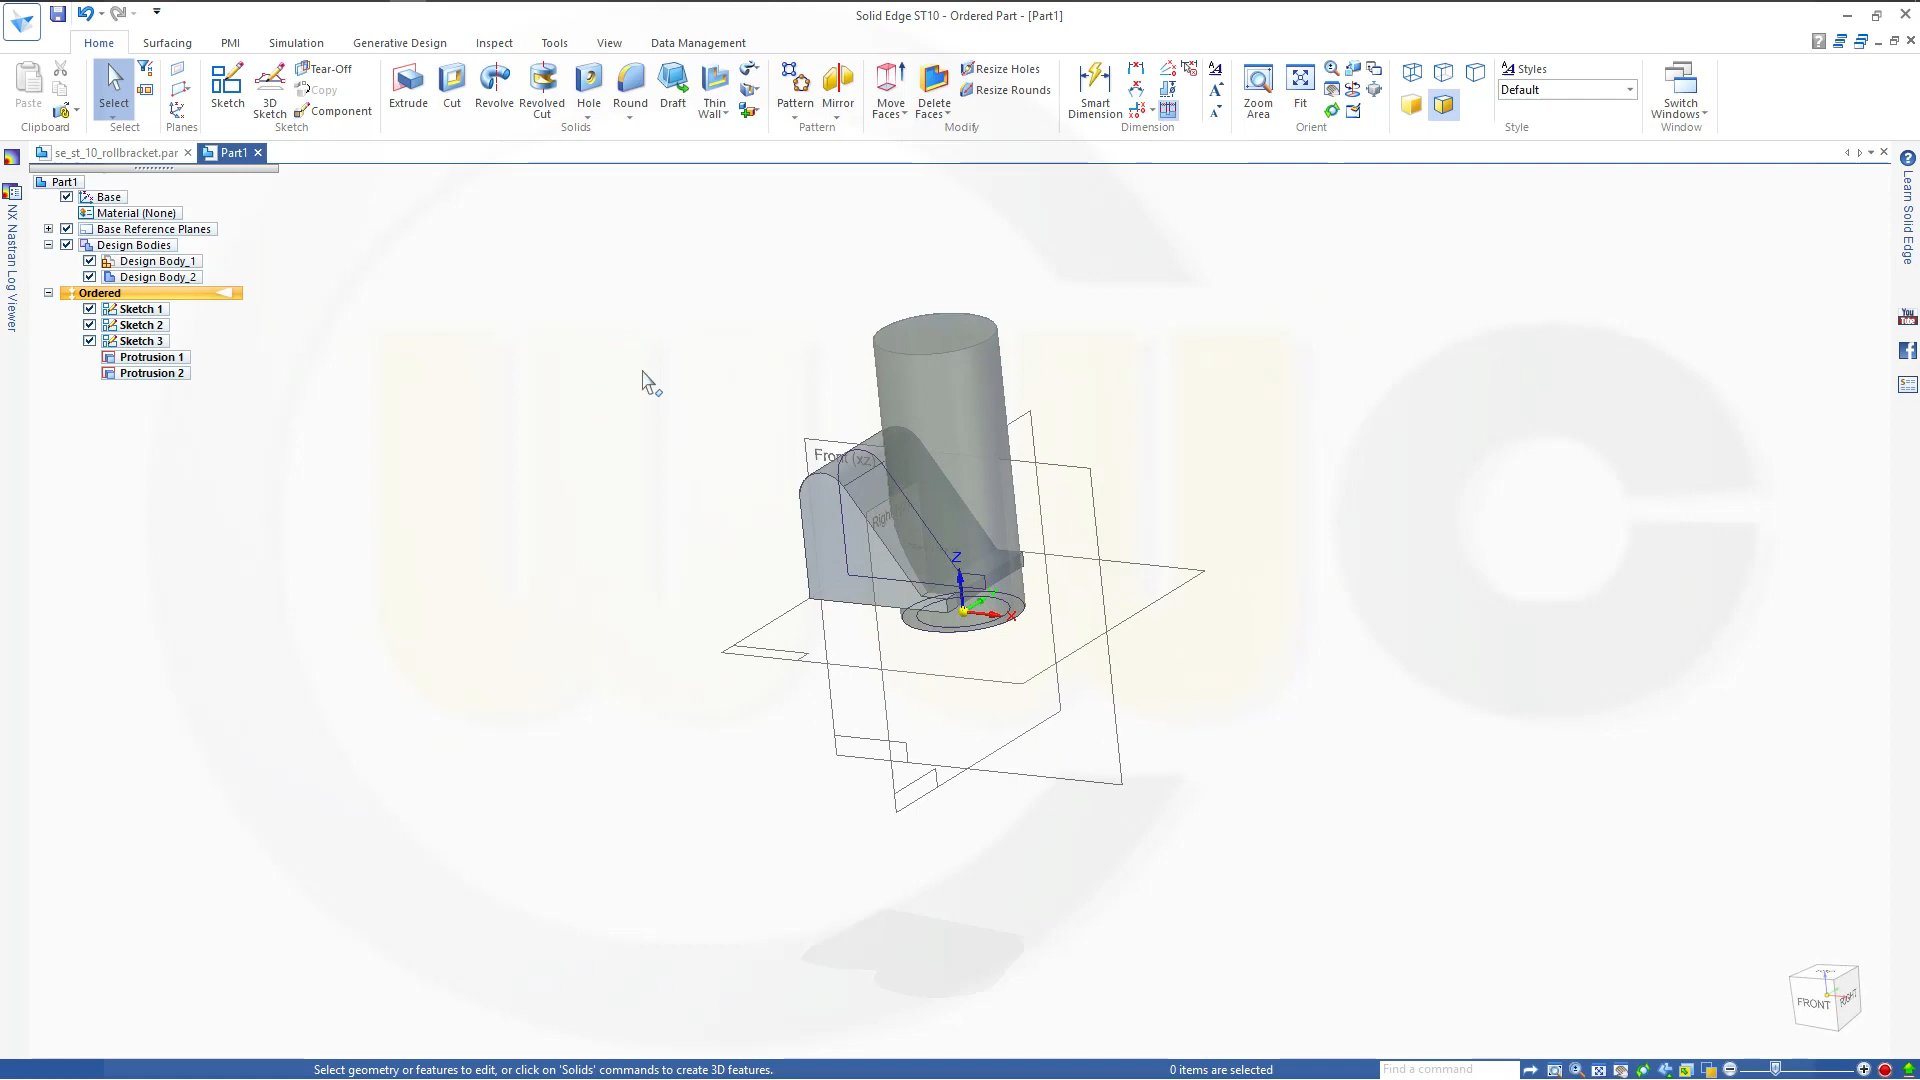 Solid Edge ST10 - Ordered Part - [Part1]
Home Surfacing PMI Simulation Generative Design Inspect Tools View Data Management
Paste
Clipboard
Select
Select
Planes
Sketch
3D Sketch
Tear-Off
Copy
Component
Sketch
Extrude
Cut
Revolve
Revolved Cut
Hole
Round
Draft
Thin Wall
Solids
Pattern
Mirror
Pattern
Move Faces
Delete Faces
Resize Holes
Resize Rounds
Modify
Smart Dimension
Dimension
Zoom Area
Fit
Orient
Styles
Default
Style
Switch Windows
Window
se_st_10_rollbracket.par
Part1
Part1
Base
Material (None)
Base Reference Planes
Design Bodies
Design Body_1
Design Body_2
Ordered
Sketch 1
Sketch 2
Sketch 3
Protrusion 1
Protrusion 2
NX Nastran Log Viewer
Learn Solid Edge
You Tube
Front (xz)
Z
X
FRONT
RIGHT
Select geometry or features to edit, or click on 'Solids' commands to create 3D features.
0 items are selected
Find a command